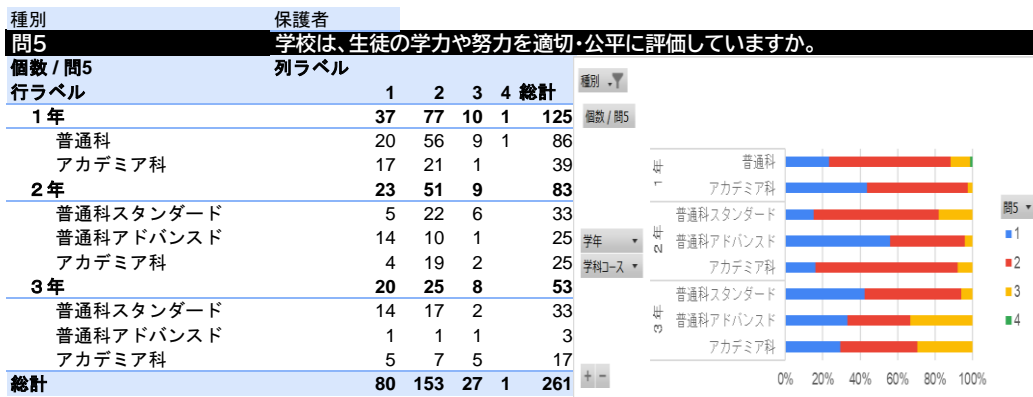 種別 保護者
問5 学校は、生徒の学力や努力を適切・公平に評価していますか。
個数 / 問5 列ラベル
行ラベル 1 2 3 4 総計
1年 37 77 10 1 125
普通科 20 56 9 1 86
アカデミア科 17 21 1 39
2年 23 51 9 83
普通科スタンダード 5 22 6 33
普通科アドバンスド 14 10 1 25
アカデミア科 4 19 2 25
3年 20 25 8 53
普通科スタンダード 14 17 2 33
普通科アドバンスド 1 1 1 3
アカデミア科 5 7 5 17
総計 80 153 27 1 261
種別
個数 / 問5
学年
学科コース
1年
普通科
アカデミア科
2年
普通科スタンダード
普通科アドバンスド
アカデミア科
3年
普通科スタンダード
普通科アドバンスド
アカデミア科
0% 20% 40% 60% 80% 100%
問5
1
2
3
4
+ −